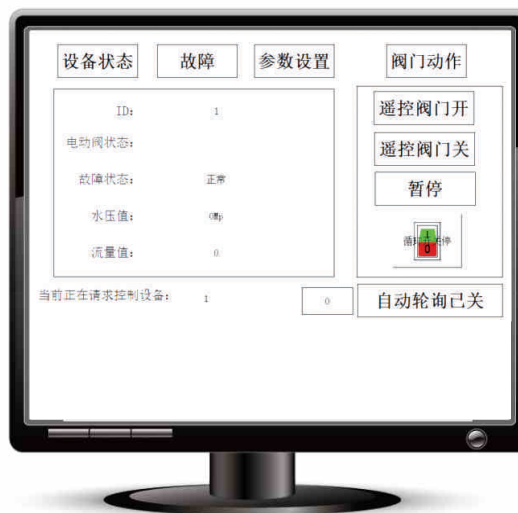 设备状态 故障 参数设置 阀门动作
ID: 1
电动阀状态:
故障状态: 正常
水压值: 0Mp
流量值: 0
遥控阀门开
遥控阀门关
暂停
1
0
当前正在请求控制设备: 1 0 自动轮询已关